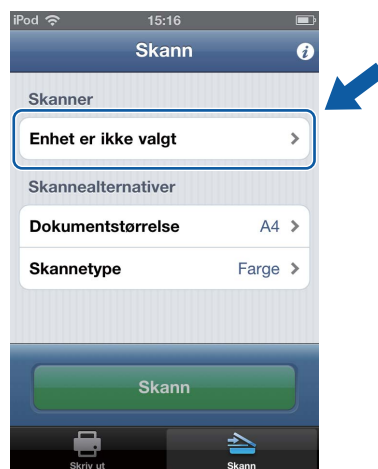 iPod 15:16
Skann
Skanner
Enhet er ikke valgt
Skannealternativer
Dokumentstørrelse A4
Skannetype Farge
Skann
Skriv ut Skann